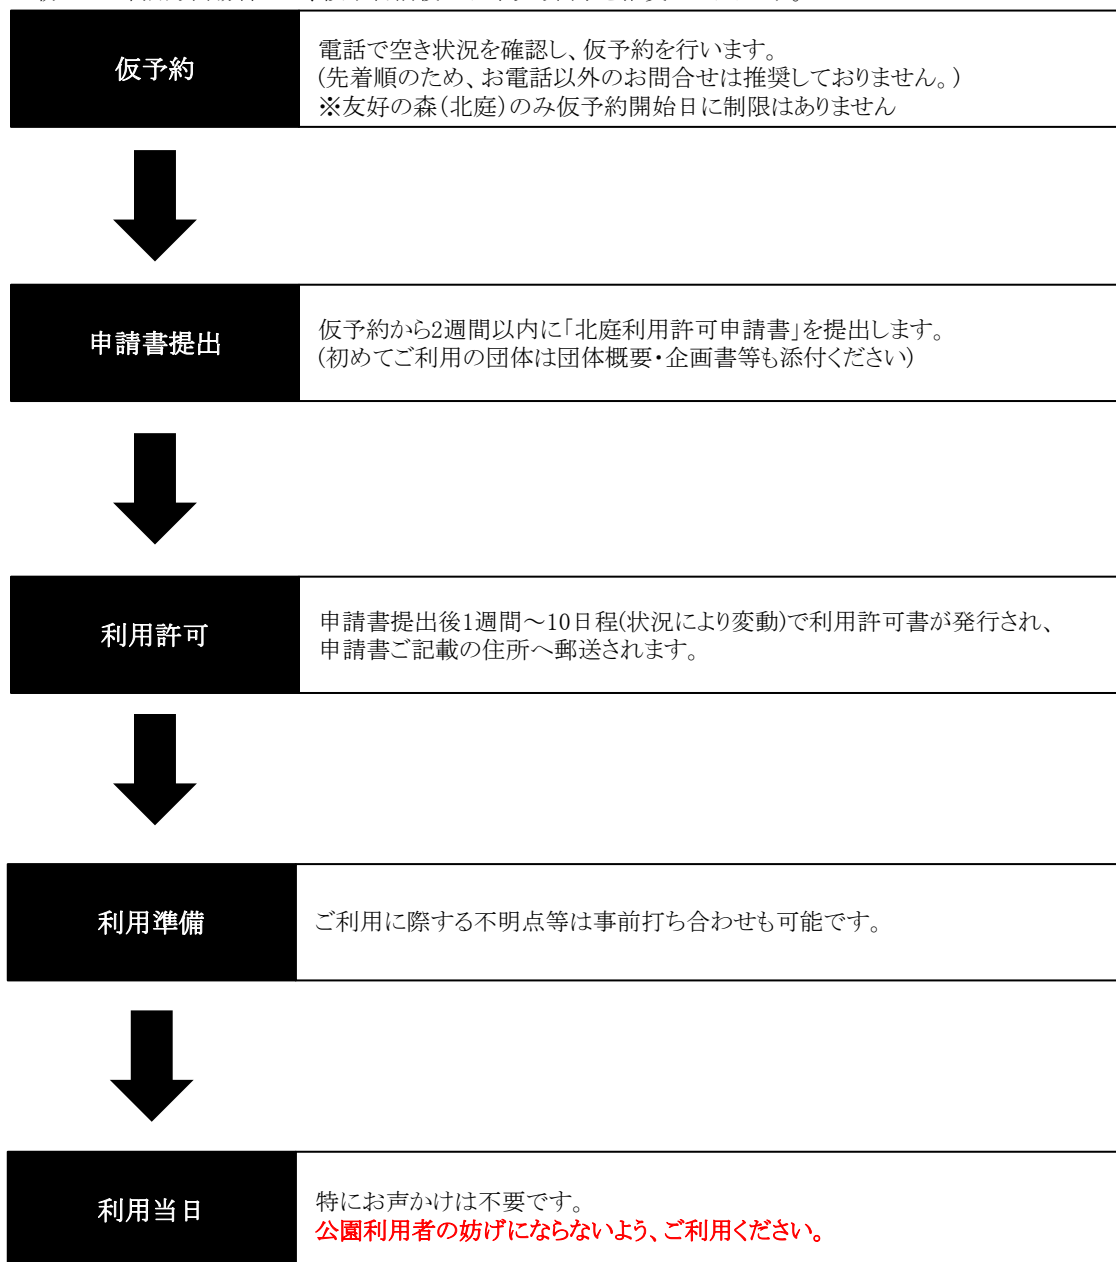 仮予約
電話で空き状況を確認し、仮予約を行います。
(先着順のため、お電話以外のお問合せは推奨しておりません。)
※友好の森(北庭)のみ仮予約開始日に制限はありません
申請書提出
仮予約から2週間以内に「北庭利用許可申請書」を提出します。
(初めてご利用の団体は団体概要・企画書等も添付ください)
利用許可
申請書提出後1週間～10日程(状況により変動)で利用許可書が発行され、
申請書ご記載の住所へ郵送されます。
利用準備
ご利用に際する不明点等は事前打ち合わせも可能です。
利用当日
特にお声かけは不要です。
公園利用者の妨げにならないよう、ご利用ください。